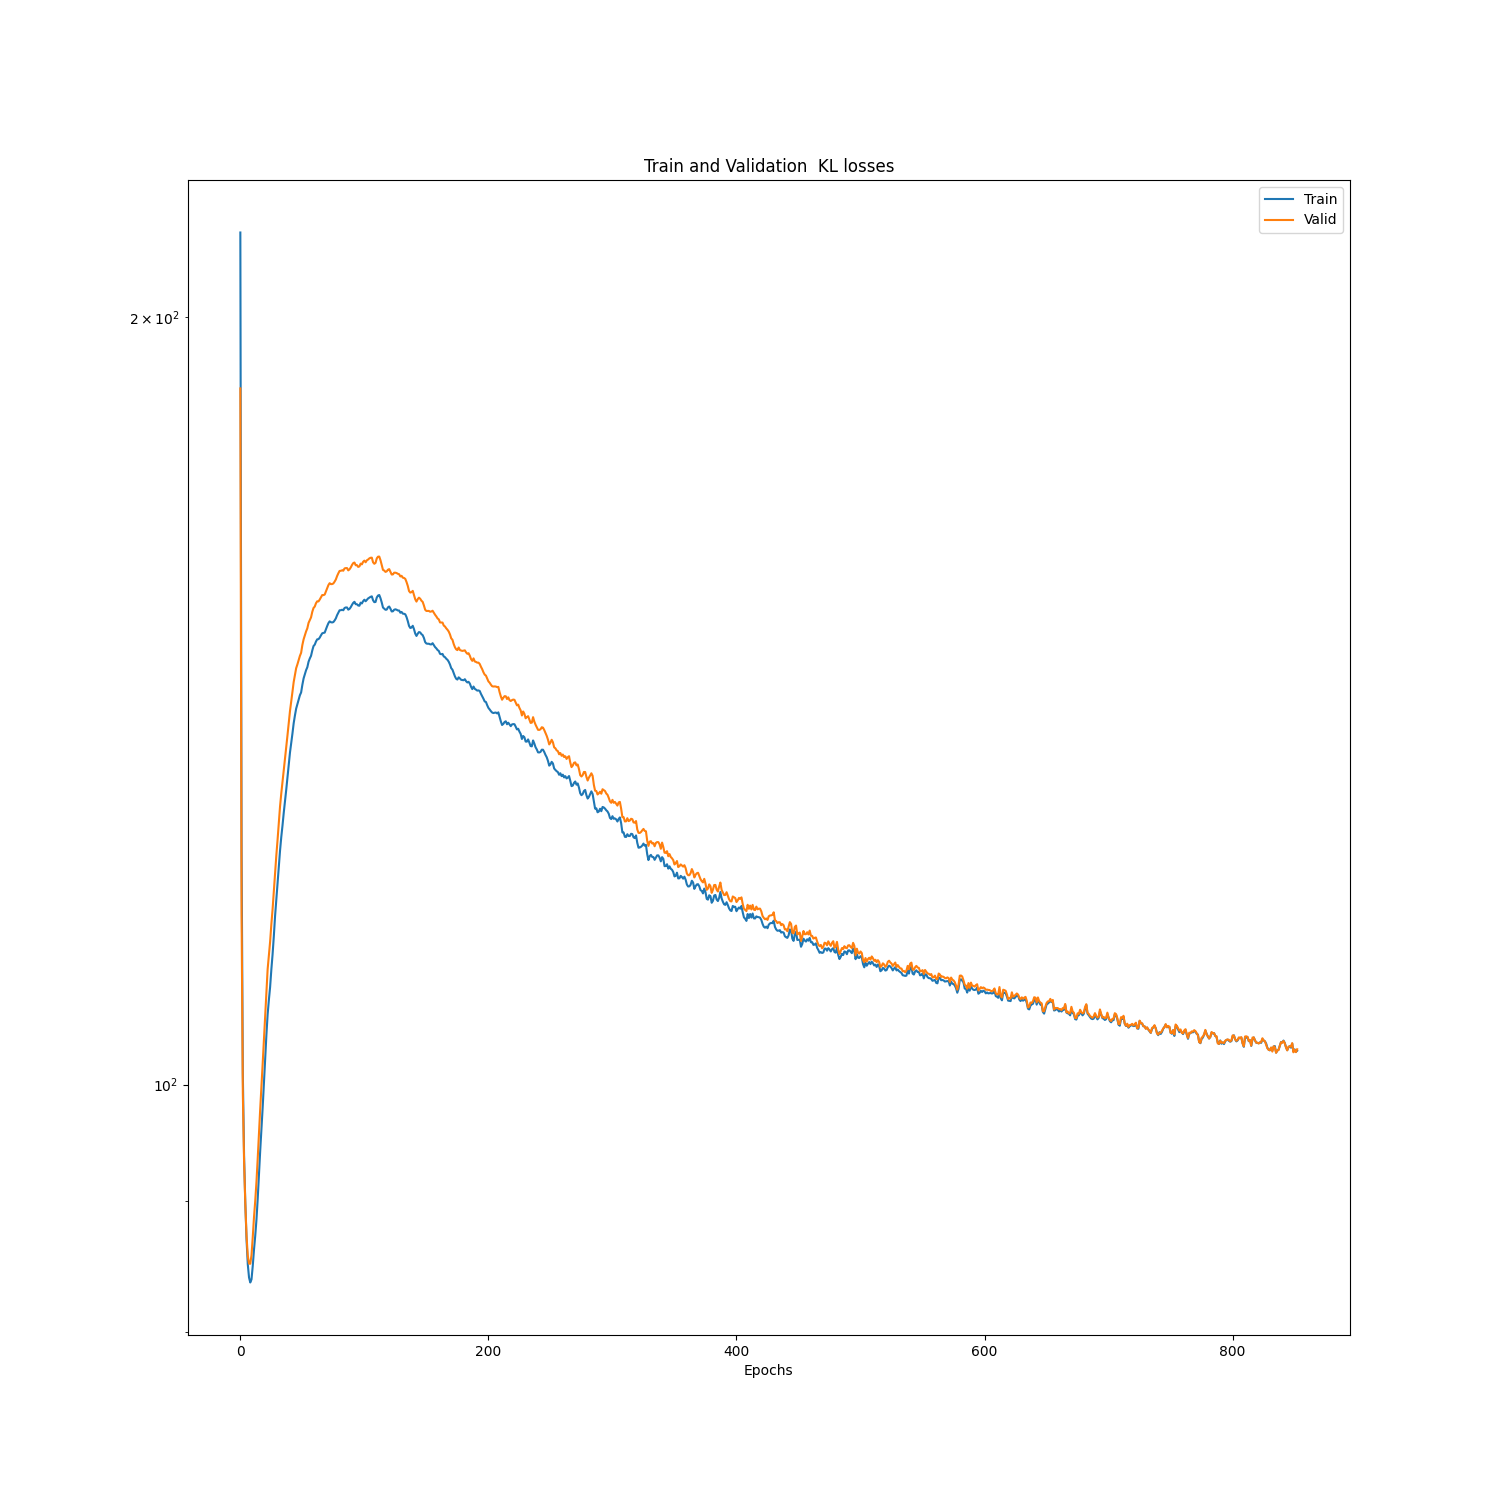 Train and Validation  KL losses
Train
Valid
2 × 10²
10²
0 200 400 600 800
Epochs